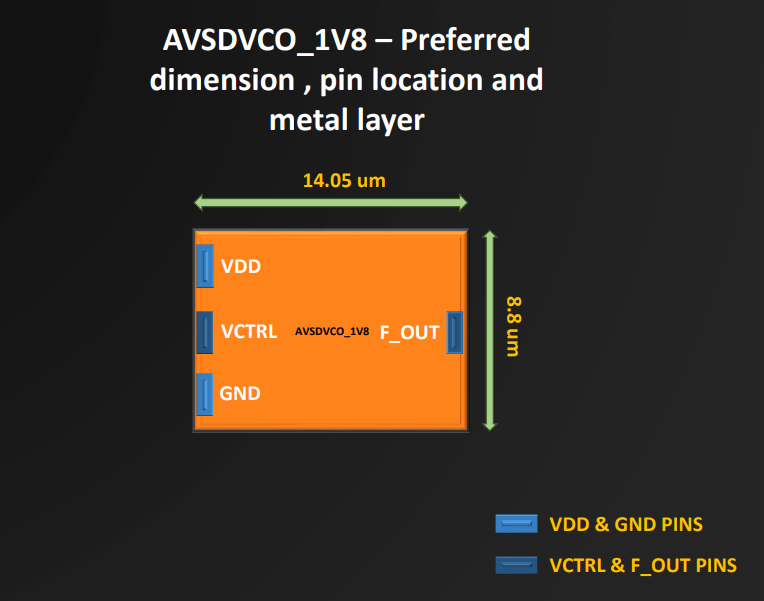 AVSDVCO_1V8 – Preferred
dimension , pin location and
metal layer
14.05 um
8.8 um
VDD
VCTRL
AVSDVCO_1V8
F_OUT
GND
VDD & GND PINS
VCTRL & F_OUT PINS